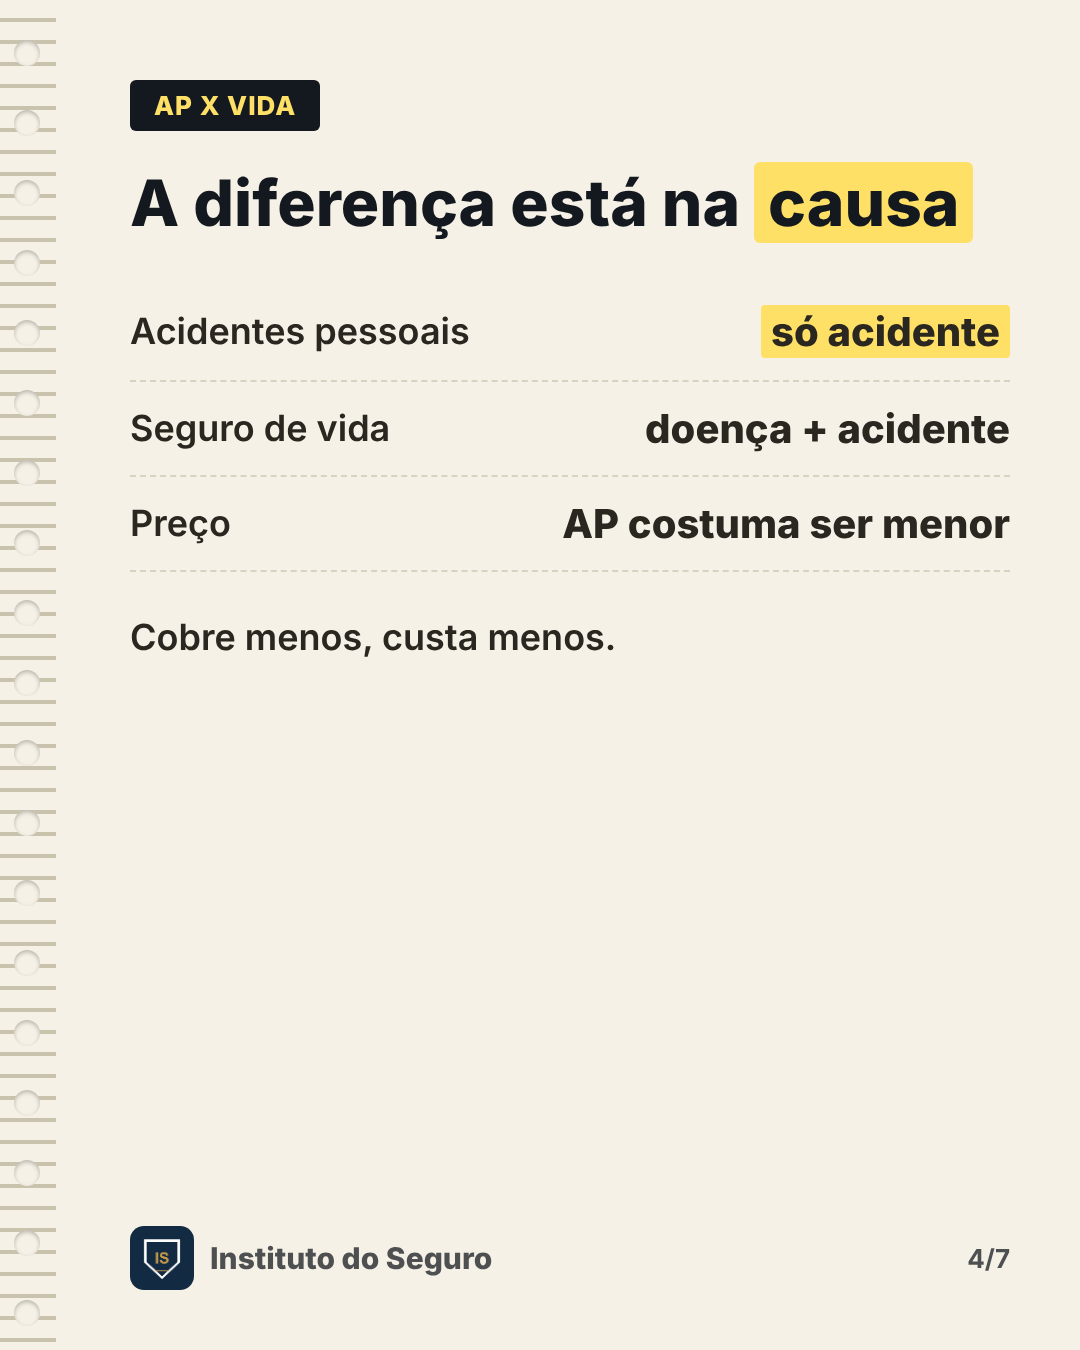 AP X VIDA
A diferença está na causa
Acidentes pessoais só acidente
Seguro de vida doença + acidente
Preço AP costuma ser menor
Cobre menos, custa menos.
IS Instituto do Seguro 4/7